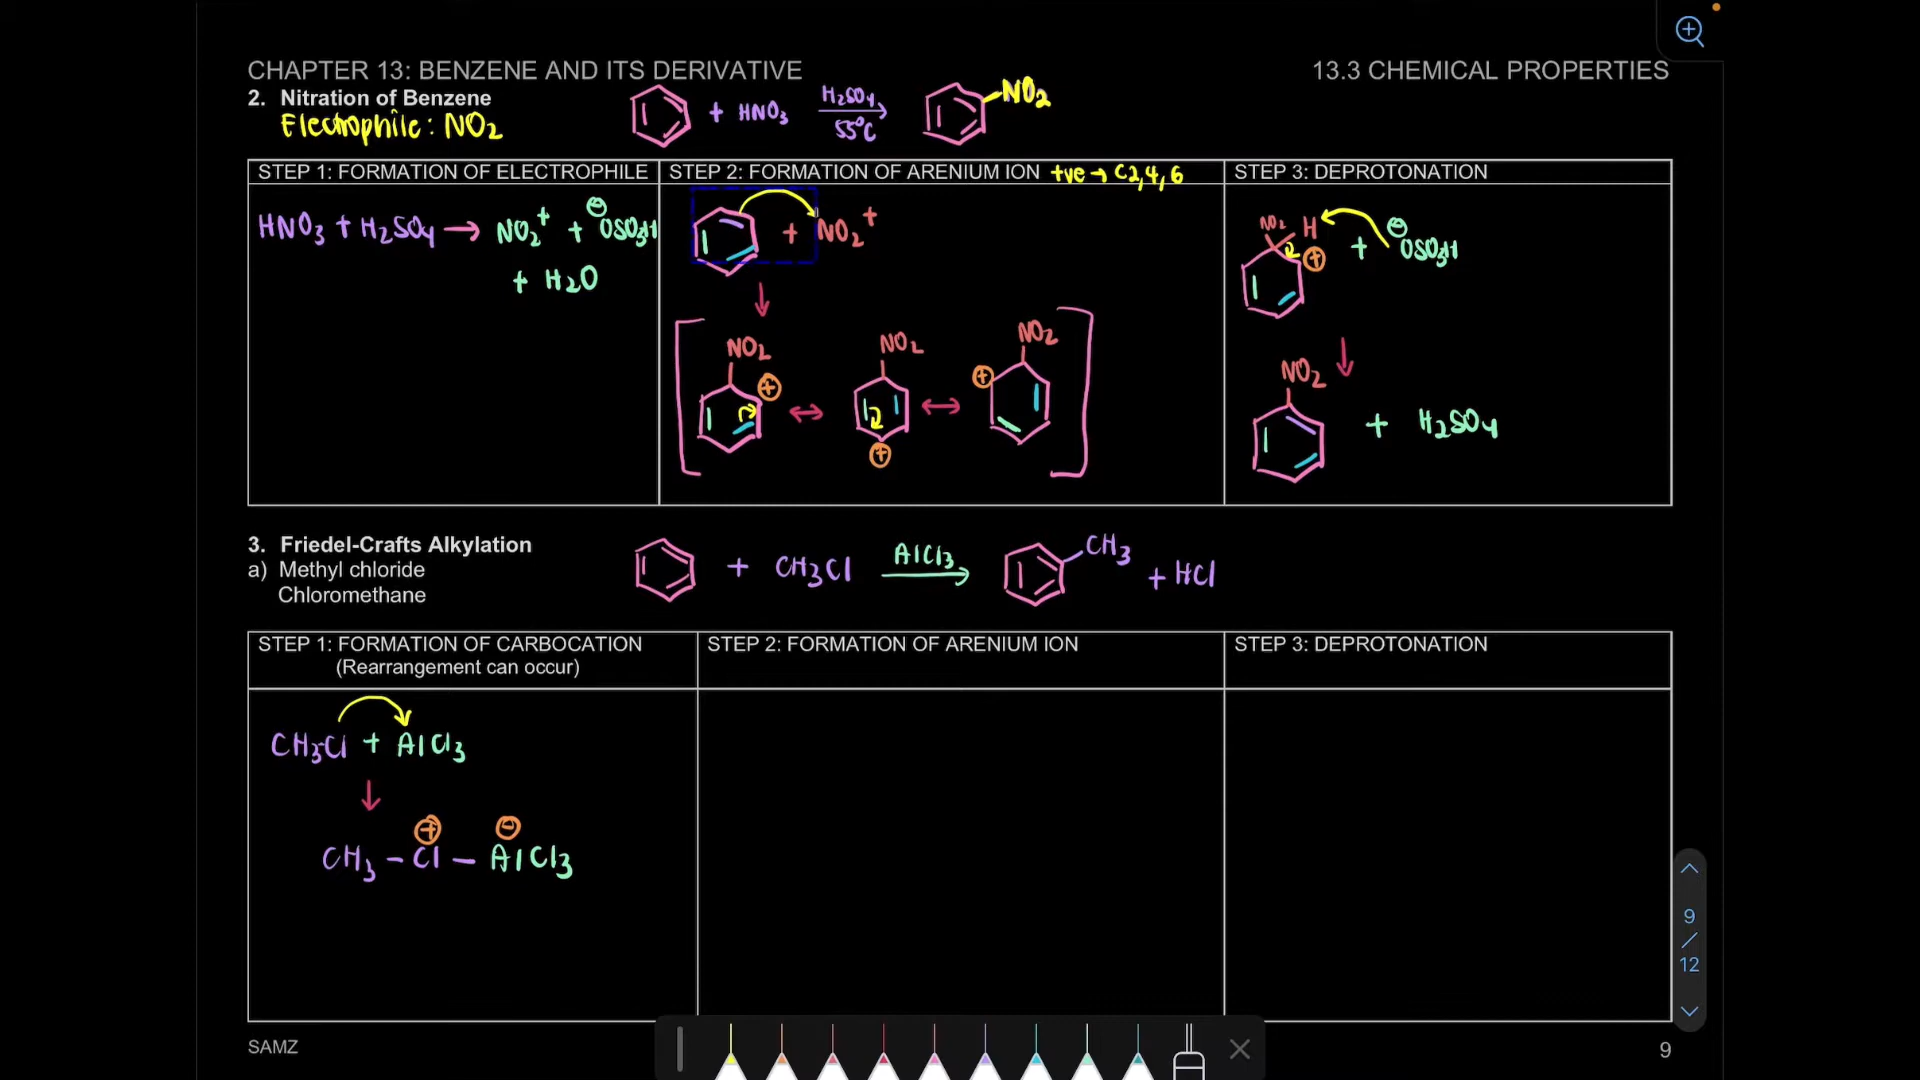 CHAPTER 13: BENZENE AND ITS DERIVATIVE
13.3 CHEMICAL PROPERTIES
2. Nitration of Benzene
Electrophile: NO2
+ HNO3
H2SO4
55°C
NO2
STEP 1: FORMATION OF ELECTROPHILE
HNO3 + H2SO4 → NO2+ + ⊖OSO3H
+ H2O
STEP 2: FORMATION OF ARENIUM ION +ve → C2,4,6
+ NO2+
↓
NO2 NO2 NO2
⊕ ↔ ⊕ ↔ ⊕
STEP 3: DEPROTONATION
NO2 H ⊕ + ⊖OSO3H
↓
NO2
+ H2SO4
3. Friedel-Crafts Alkylation
a) Methyl chloride
Chloromethane
+ CH3Cl
AlCl3
CH3
+ HCl
STEP 1: FORMATION OF CARBOCATION
(Rearrangement can occur)
CH3-Cl + AlCl3
↓
⊕ ⊖
CH3 – Cl – AlCl3
STEP 2: FORMATION OF ARENIUM ION
STEP 3: DEPROTONATION
9
/
12
SAMZ
9